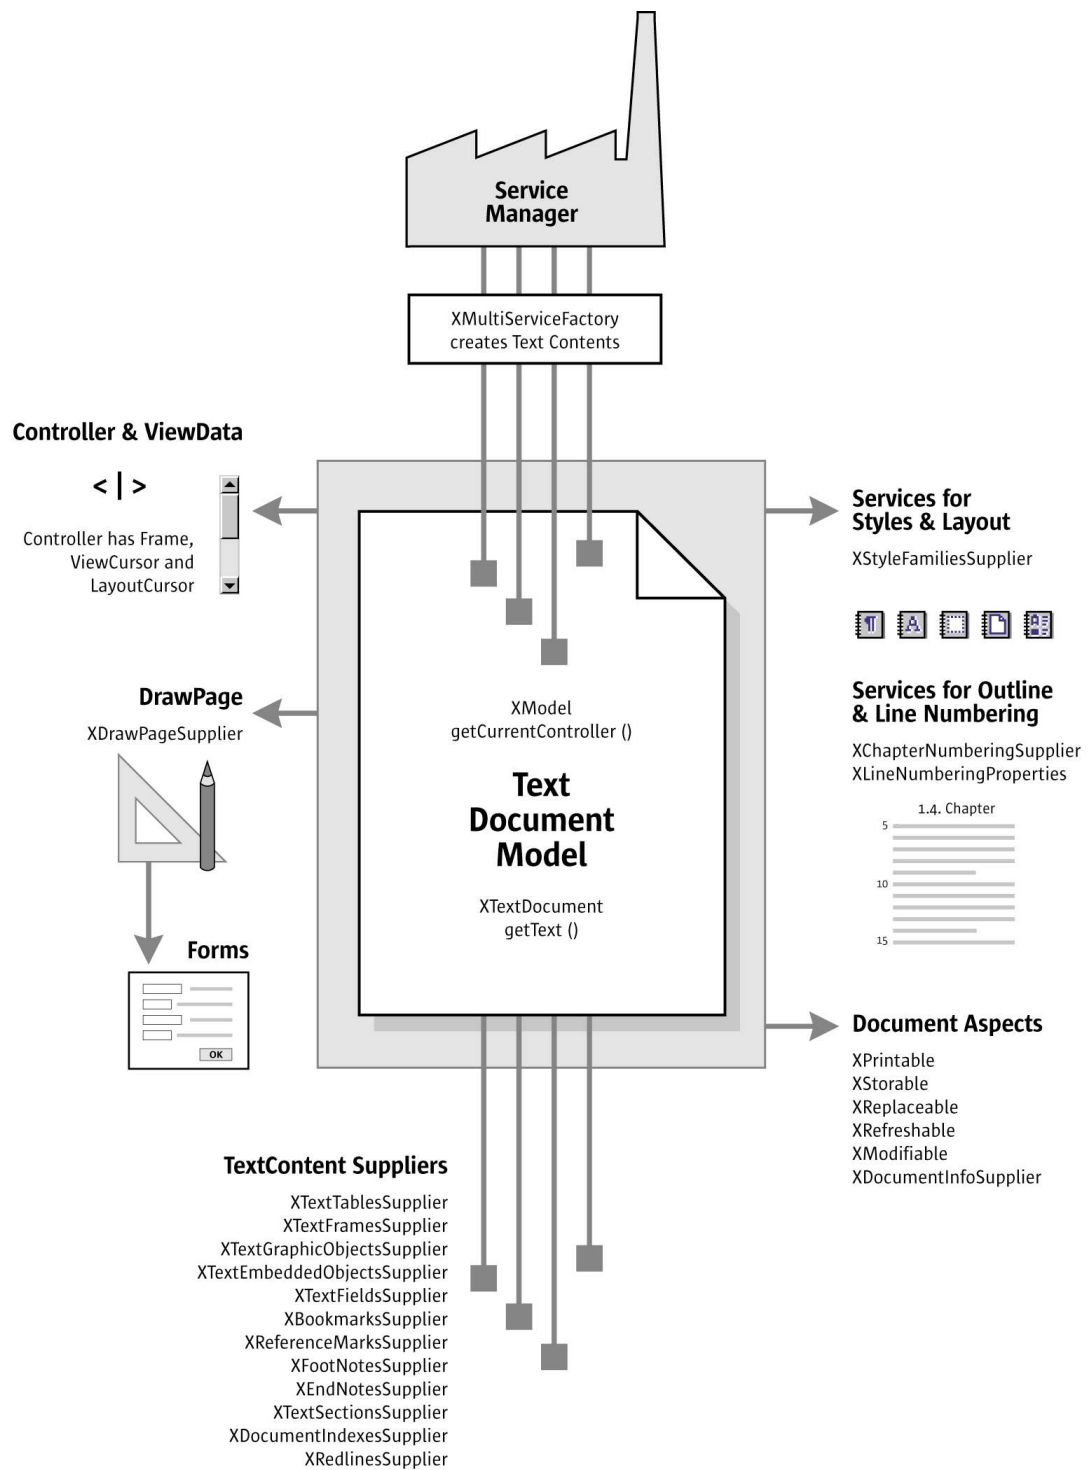 Service
Manager
XMultiServiceFactory
creates Text Contents
Controller & ViewData
< | >
Controller has Frame,
ViewCursor and
LayoutCursor
DrawPage
XDrawPageSupplier
Forms
OK
XModel
getCurrentController ()
Text
Document
Model
XTextDocument
getText ()
Services for
Styles & Layout
XStyleFamiliesSupplier
¶ A A
Services for Outline
& Line Numbering
XChapterNumberingSupplier
XLineNumberingProperties
1.4. Chapter
5
10
15
Document Aspects
XPrintable
XStorable
XReplaceable
XRefreshable
XModifiable
XDocumentInfoSupplier
TextContent Suppliers
XTextTablesSupplier
XTextFramesSupplier
XTextGraphicObjectsSupplier
XTextEmbeddedObjectsSupplier
XTextFieldsSupplier
XBookmarksSupplier
XReferenceMarksSupplier
XFootNotesSupplier
XEndNotesSupplier
XTextSectionsSupplier
XDocumentIndexesSupplier
XRedlinesSupplier